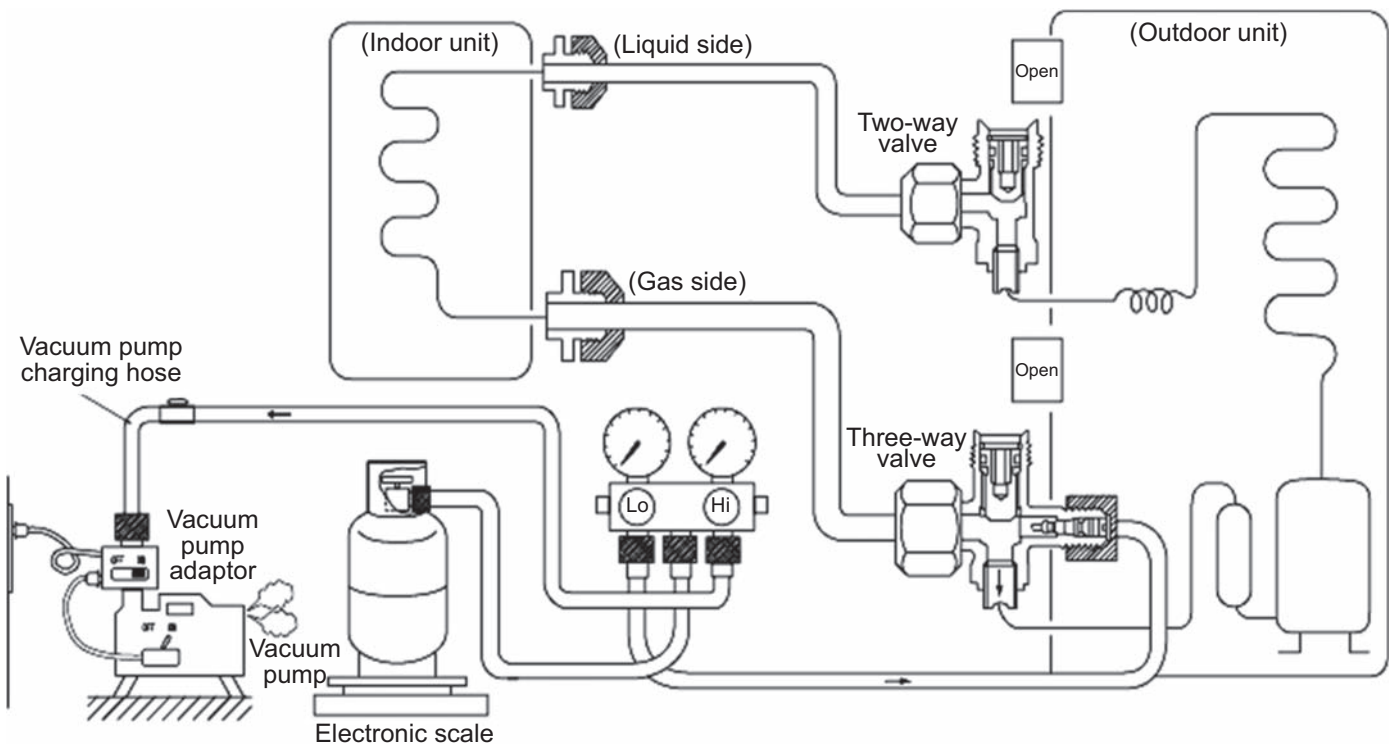 (Indoor unit)
(Liquid side)
Open
(Outdoor unit)
Two-way
valve
(Gas side)
Vacuum pump
charging hose
Open
Three-way
valve
Lo
Hi
Vacuum
pump
adaptor
Vacuum
pump
Electronic scale